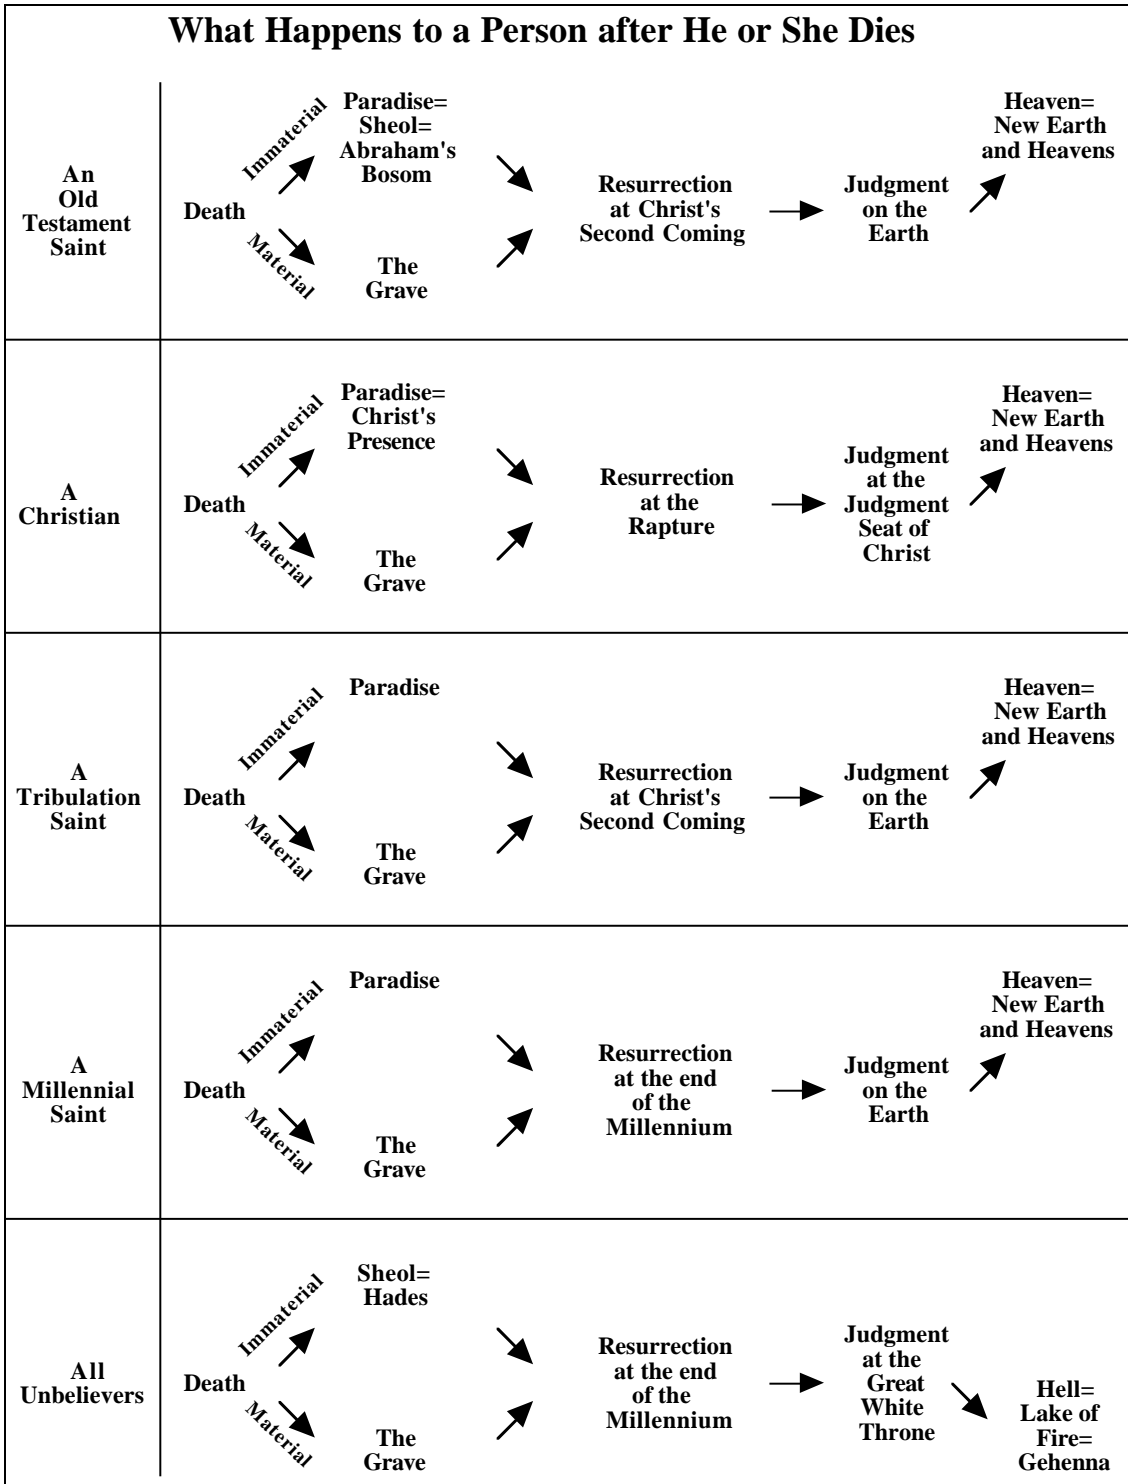 What Happens to a Person after He or She Dies
An
Old
Testament
Saint
Death
Immaterial
Material
Paradise=
Sheol=
Abraham's
Bosom
The
Grave
Resurrection
at Christ's
Second Coming
Judgment
on the
Earth
Heaven=
New Earth
and Heavens
A
Christian
Death
Immaterial
Material
Paradise=
Christ's
Presence
The
Grave
Resurrection
at the
Rapture
Judgment
at the
Judgment
Seat of
Christ
Heaven=
New Earth
and Heavens
A
Tribulation
Saint
Death
Immaterial
Material
Paradise
The
Grave
Resurrection
at Christ's
Second Coming
Judgment
on the
Earth
Heaven=
New Earth
and Heavens
A
Millennial
Saint
Death
Immaterial
Material
Paradise
The
Grave
Resurrection
at the end
of the
Millennium
Judgment
on the
Earth
Heaven=
New Earth
and Heavens
All
Unbelievers
Death
Immaterial
Material
Sheol=
Hades
The
Grave
Resurrection
at the end
of the
Millennium
Judgment
at the
Great
White
Throne
Hell=
Lake of
Fire=
Gehenna